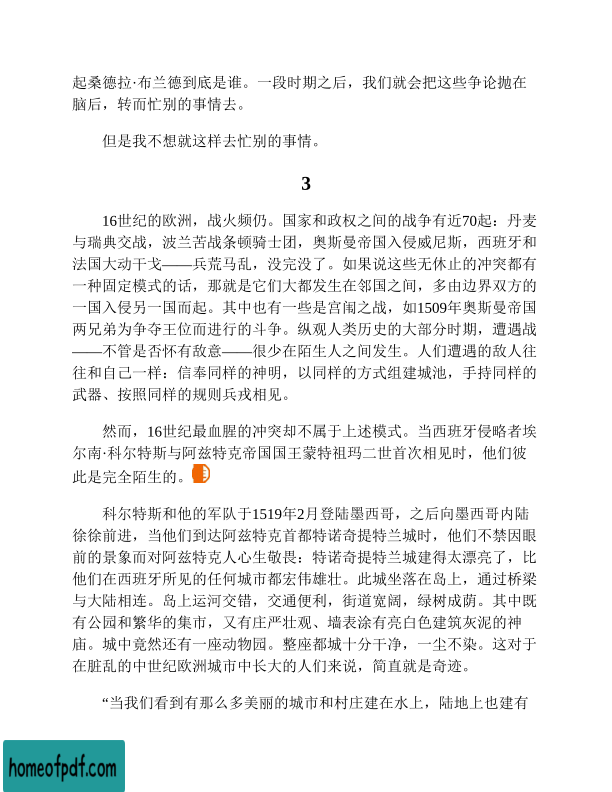 起桑德拉·布兰德到底是谁。一段时期之后，我们就会把这些争论抛在
脑后，转而忙别的事情去。
但是我不想就这样去忙别的事情。
3
16世纪的欧洲，战火频仍。国家和政权之间的战争有近70起：丹麦
与瑞典交战，波兰苦战条顿骑士团，奥斯曼帝国入侵威尼斯，西班牙和
法国大动干戈——兵荒马乱，没完没了。如果说这些无休止的冲突都有
一种固定模式的话，那就是它们大都发生在邻国之间，多由边界双方的
一国入侵另一国而起。其中也有一些是宫闱之战，如1509年奥斯曼帝国
两兄弟为争夺王位而进行的斗争。纵观人类历史的大部分时期，遭遇战
——不管是否怀有敌意——很少在陌生人之间发生。人们遭遇的敌人往
往和自己一样：信奉同样的神明，以同样的方式组建城池，手持同样的
武器、按照同样的规则兵戎相见。
然而，16世纪最血腥的冲突却不属于上述模式。当西班牙侵略者埃
尔南·科尔特斯与阿兹特克帝国国王蒙特祖玛二世首次相见时，他们彼
此是完全陌生的。
科尔特斯和他的军队于1519年2月登陆墨西哥，之后向墨西哥内陆
徐徐前进，当他们到达阿兹特克首都特诺奇提特兰城时，他们不禁因眼
前的景象而对阿兹特克人心生敬畏：特诺奇提特兰城建得太漂亮了，比
他们在西班牙所见的任何城市都宏伟雄壮。此城坐落在岛上，通过桥梁
与大陆相连。岛上运河交错，交通便利，街道宽阔，绿树成荫。其中既
有公园和繁华的集市，又有庄严壮观、墙表涂有亮白色建筑灰泥的神
庙。城中竟然还有一座动物园。整座都城十分干净，一尘不染。这对于
在脏乱的中世纪欧洲城市中长大的人们来说，简直就是奇迹。
“当我们看到有那么多美丽的城市和村庄建在水上，陆地上也建有
homeofpdf.com